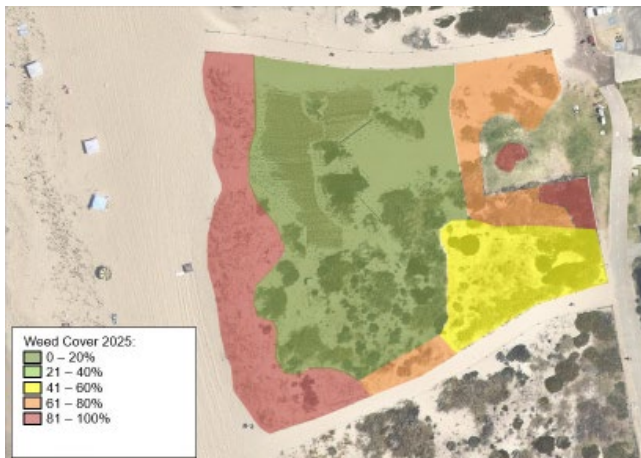 Weed Cover 2025:
0 – 20%
21 – 40%
41 – 60%
61 – 80%
81 – 100%